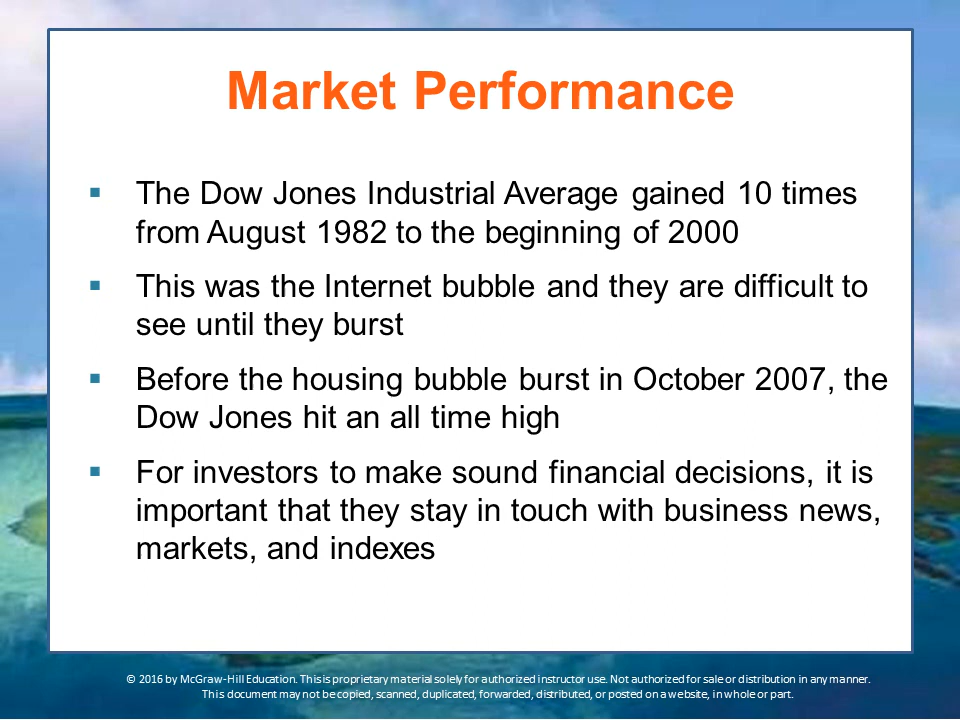 Market Performance
▪ The Dow Jones Industrial Average gained 10 times
from August 1982 to the beginning of 2000
▪ This was the Internet bubble and they are difficult to
see until they burst
▪ Before the housing bubble burst in October 2007, the
Dow Jones hit an all time high
▪ For investors to make sound financial decisions, it is
important that they stay in touch with business news,
markets, and indexes
© 2016 by McGraw-Hill Education. This is proprietary material solely for authorized instructor use. Not authorized for sale or distribution in any manner.
This document may not be copied, scanned, duplicated, forwarded, distributed, or posted on a website, in whole or part.